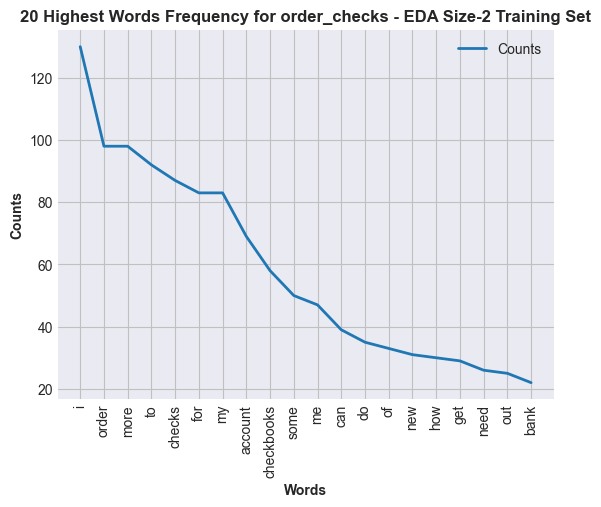 20 Highest Words Frequency for order_checks - EDA Size-2 Training Set
Counts
120
100
80
60
40
20
Counts
i
order
more
to
checks
for
my
account
checkbooks
some
me
can
do
of
new
how
get
need
out
bank
Words